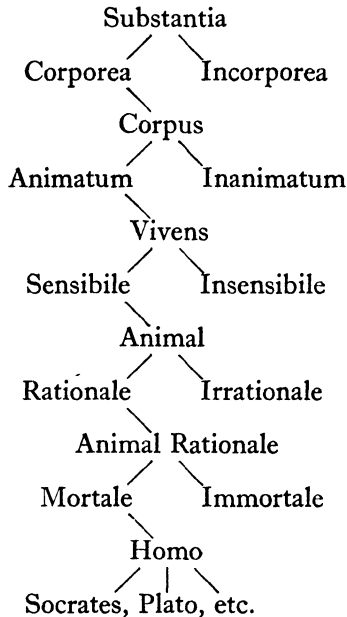 Substantia
Corporea Incorporea
Corpus
Animatum Inanimatum
Vivens
Sensibile Insensibile
Animal
Rationale Irrationale
Animal Rationale
Mortale Immortale
Homo
Socrates, Plato, etc.